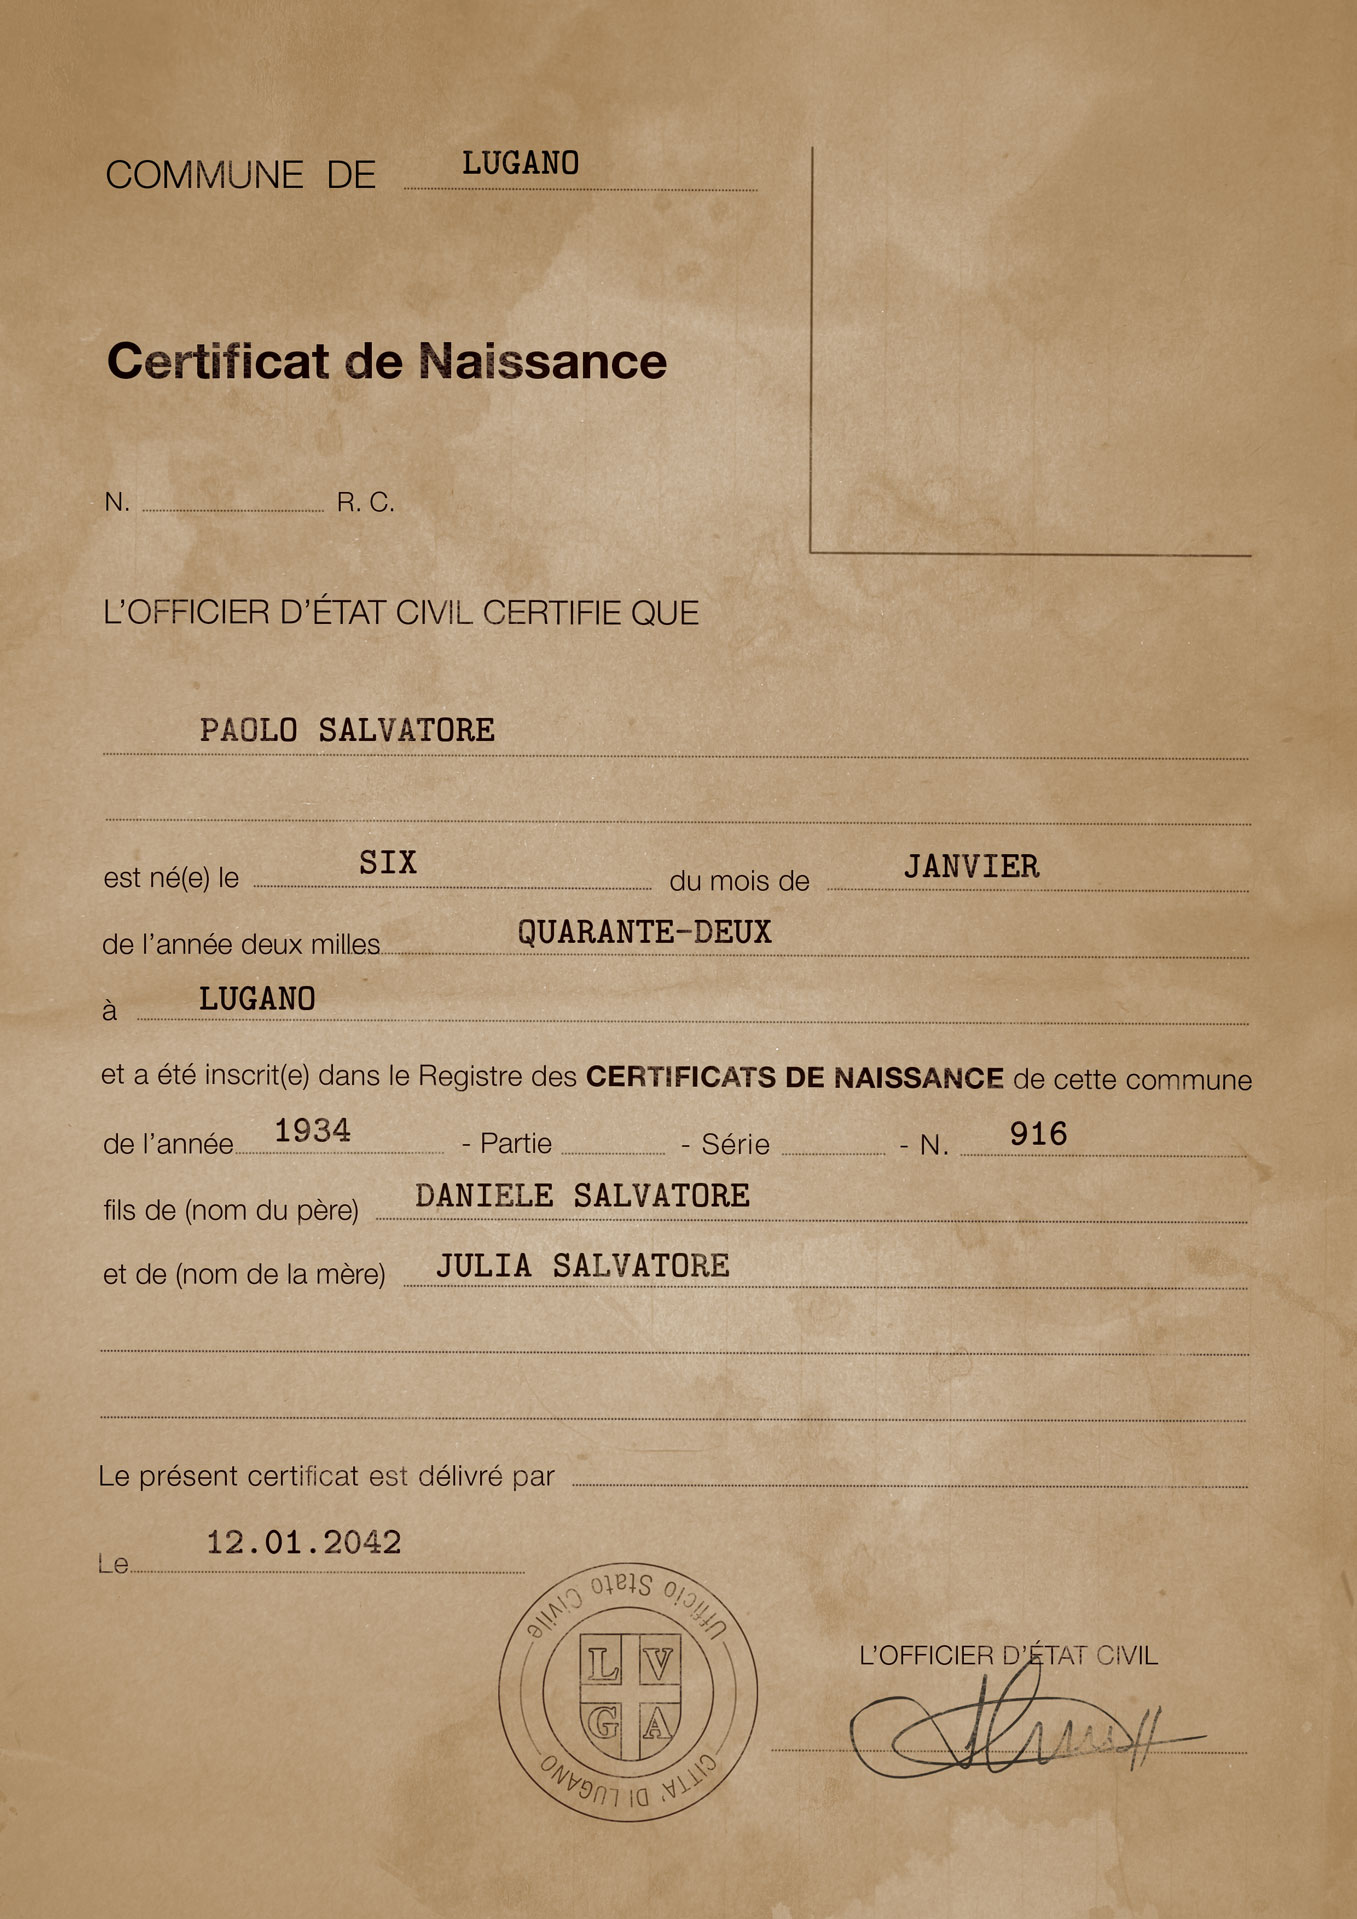 COMMUNE DE LUGANO
Certificat de Naissance
N. R. C.
L'OFFICIER D'ÉTAT CIVIL CERTIFIE QUE
PAOLO SALVATORE
est né(e) le SIX du mois de JANVIER
de l'année deux milles QUARANTE-DEUX
à LUGANO
et a été inscrit(e) dans le Registre des CERTIFICATS DE NAISSANCE de cette commune
de l'année 1934 - Partie - Série - N. 916
fils de (nom du père) DANIELE SALVATORE
et de (nom de la mère) JULIA SALVATORE
Le présent certificat est délivré par
Le 12.01.2042
Ufficio Stato Civile
LV
GA
CITTA' DI LUGANO
L'OFFICIER D'ÉTAT CIVIL